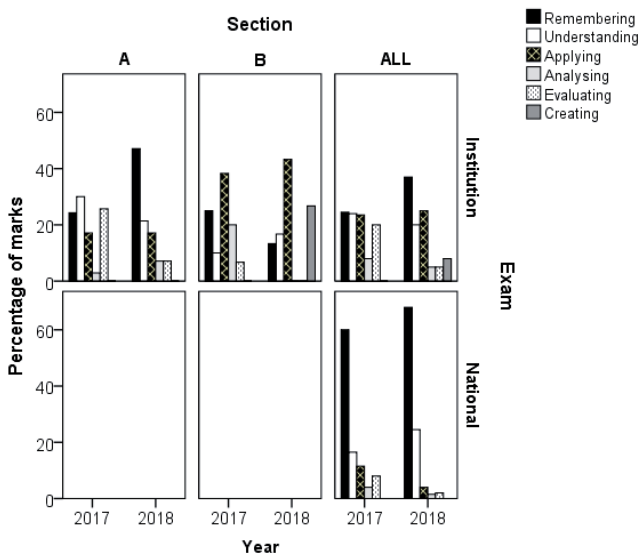 Section
A
B
ALL
Remembering
Understanding
Applying
Analysing
Evaluating
Creating
Percentage of marks
60
40
20
0
60
40
20
0
Institution
National
Exam
2017
2018
2017
2018
2017
2018
Year